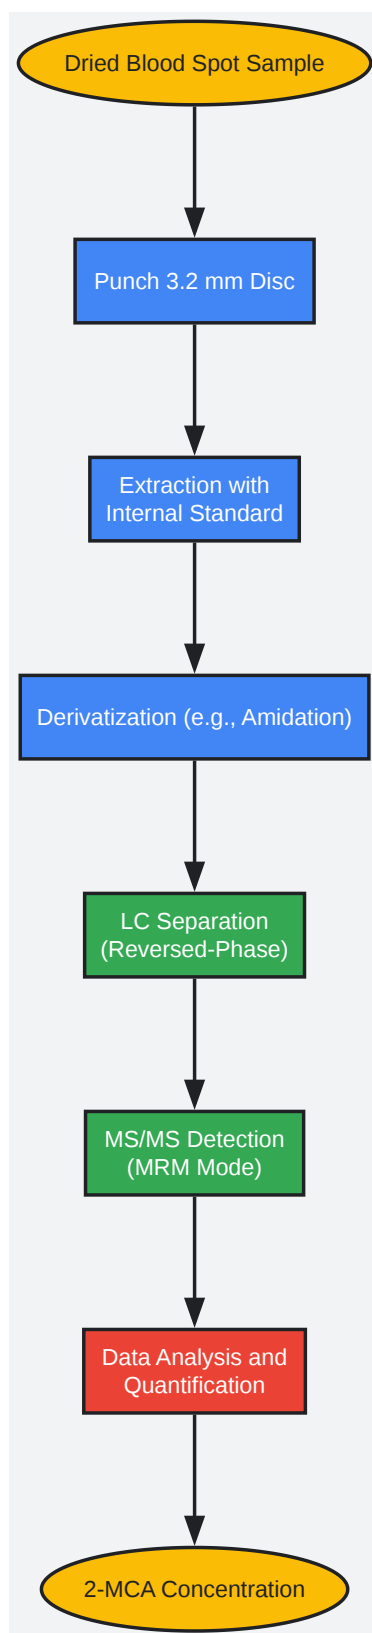 Dried Blood Spot Sample
Punch 3.2 mm Disc
Extraction with
Internal Standard
Derivatization (e.g., Amidation)
LC Separation
(Reversed-Phase)
MS/MS Detection
(MRM Mode)
Data Analysis and
Quantification
2-MCA Concentration